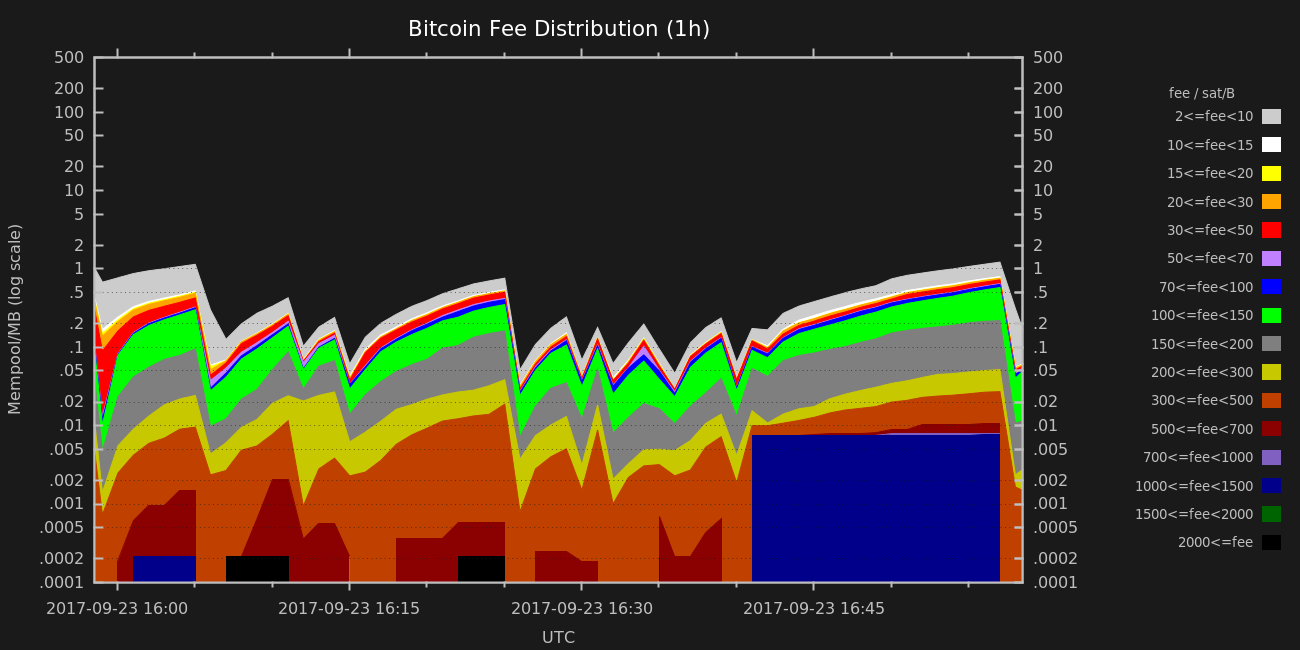 Bitcoin Fee Distribution (1h)
500
200
100
50
20
10
5
2
1
.5
.2
.1
.05
.02
.01
.005
.002
.001
.0005
.0002
.0001
Mempool/MB (log scale)
500
200
100
50
20
10
5
2
1
.5
.2
.1
.05
.02
.01
.005
.002
.001
.0005
.0002
.0001
2017-09-23 16:00
2017-09-23 16:15
2017-09-23 16:30
2017-09-23 16:45
UTC
fee / sat/B
2<=fee<10
10<=fee<15
15<=fee<20
20<=fee<30
30<=fee<50
50<=fee<70
70<=fee<100
100<=fee<150
150<=fee<200
200<=fee<300
300<=fee<500
500<=fee<700
700<=fee<1000
1000<=fee<1500
1500<=fee<2000
2000<=fee